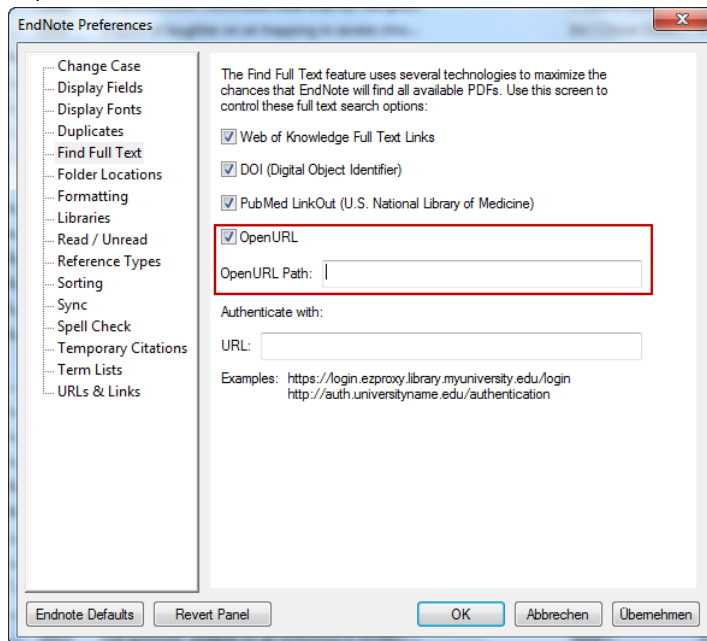 EndNote Preferences
Change Case
Display Fields
Display Fonts
Duplicates
Find Full Text
Folder Locations
Formatting
Libraries
Read / Unread
Reference Types
Sorting
Sync
Spell Check
Temporary Citations
Term Lists
URLs & Links
The Find Full Text feature uses several technologies to maximize the
chances that EndNote will find all available PDFs. Use this screen to
control these full text search options:
Web of Knowledge Full Text Links
DOI (Digital Object Identifier)
PubMed LinkOut (U.S. National Library of Medicine)
OpenURL
OpenURL Path:
Authenticate with:
URL:
Examples: https://login.ezproxy.library.myuniversity.edu/login
http://auth.universityname.edu/authentication
Endnote Defaults Revert Panel OK Abbrechen Übernehmen